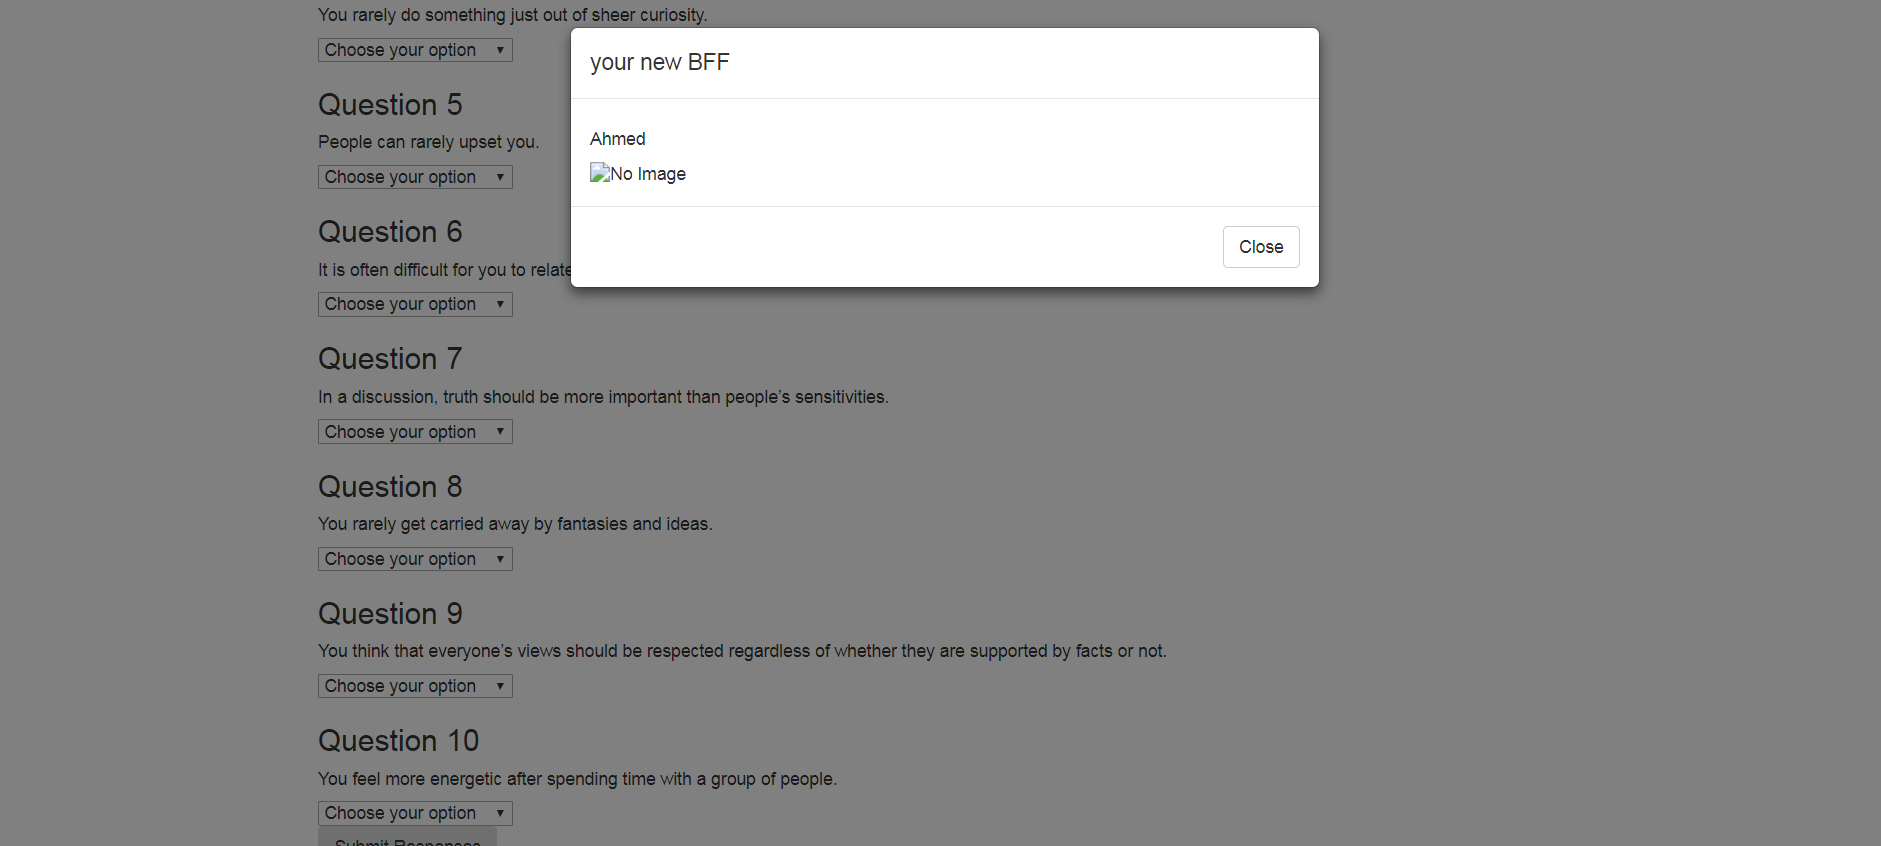 You rarely do something just out of sheer curiosity.
Choose your option
your new BFF
Ahmed
No Image
Close
Question 5
People can rarely upset you.
Choose your option
Question 6
It is often difficult for you to relate
Choose your option
Question 7
In a discussion, truth should be more important than people’s sensitivities.
Choose your option
Question 8
You rarely get carried away by fantasies and ideas.
Choose your option
Question 9
You think that everyone’s views should be respected regardless of whether they are supported by facts or not.
Choose your option
Question 10
You feel more energetic after spending time with a group of people.
Choose your option
Submit Responses